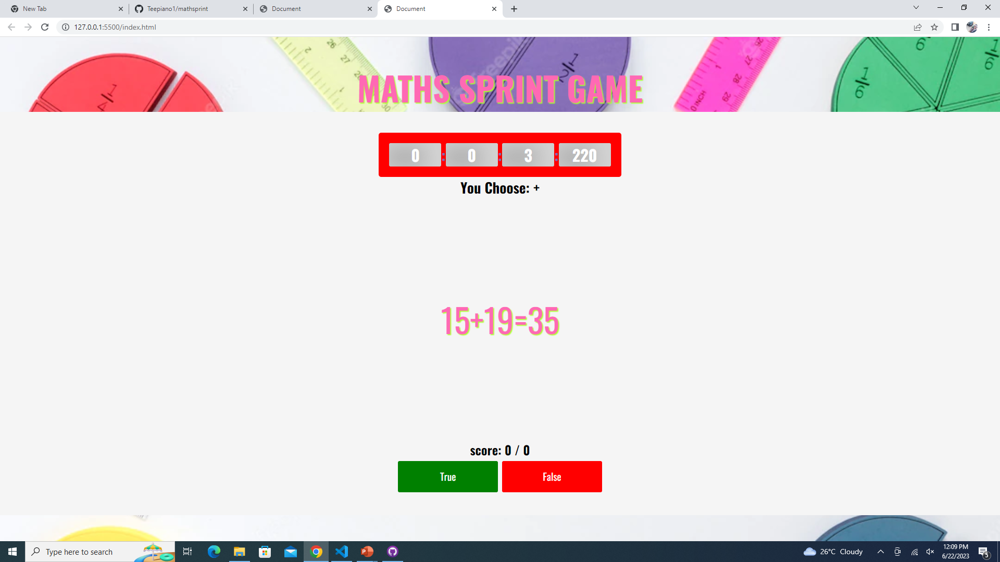 New Tab
Teepiano1/mathsprint
Document
Document
127.0.0.1:5500/index.html
MATHS SPRINT GAME
0 : 0 : 3 : 220
You Choose: +
15+19=35
score: 0 / 0
True
False
Type here to search
26°C Cloudy
12:09 PM
6/22/2023
5